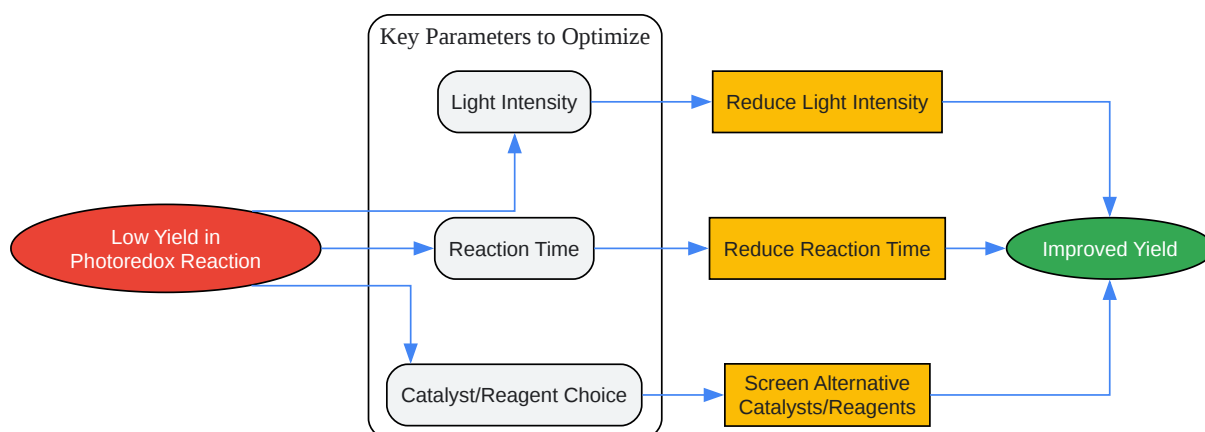 Key Parameters to Optimize
Light Intensity
Reduce Light Intensity
Low Yield in
Photoredox Reaction
Reaction Time
Reduce Reaction Time
Improved Yield
Catalyst/Reagent Choice
Screen Alternative
Catalysts/Reagents